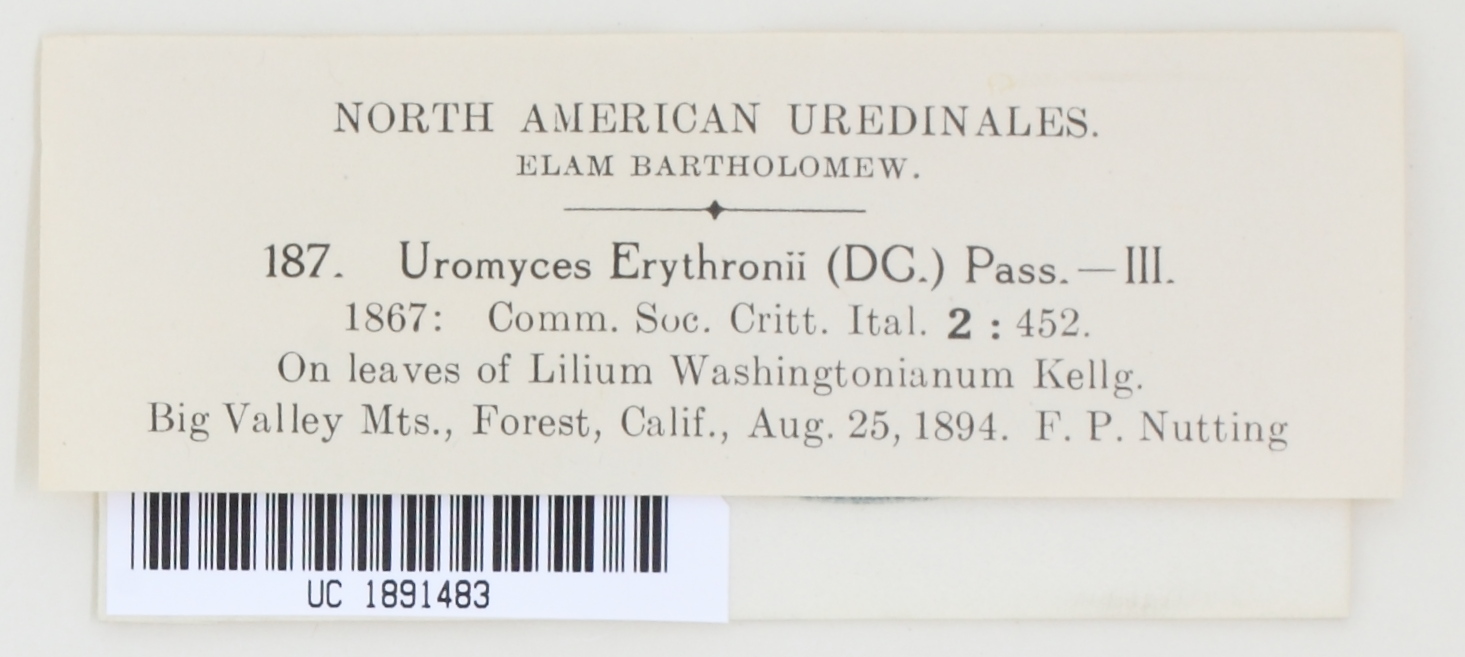 NORTH AMERICAN UREDINALES.
ELAM BARTHOLOMEW.
187. Uromyces Erythronii (DC.) Pass.—III.
1867: Comm. Soc. Critt. Ital. 2 : 452.
On leaves of Lilium Washingtonianum Kellg.
Big Valley Mts., Forest, Calif., Aug. 25, 1894. F. P. Nutting
UC 1891483